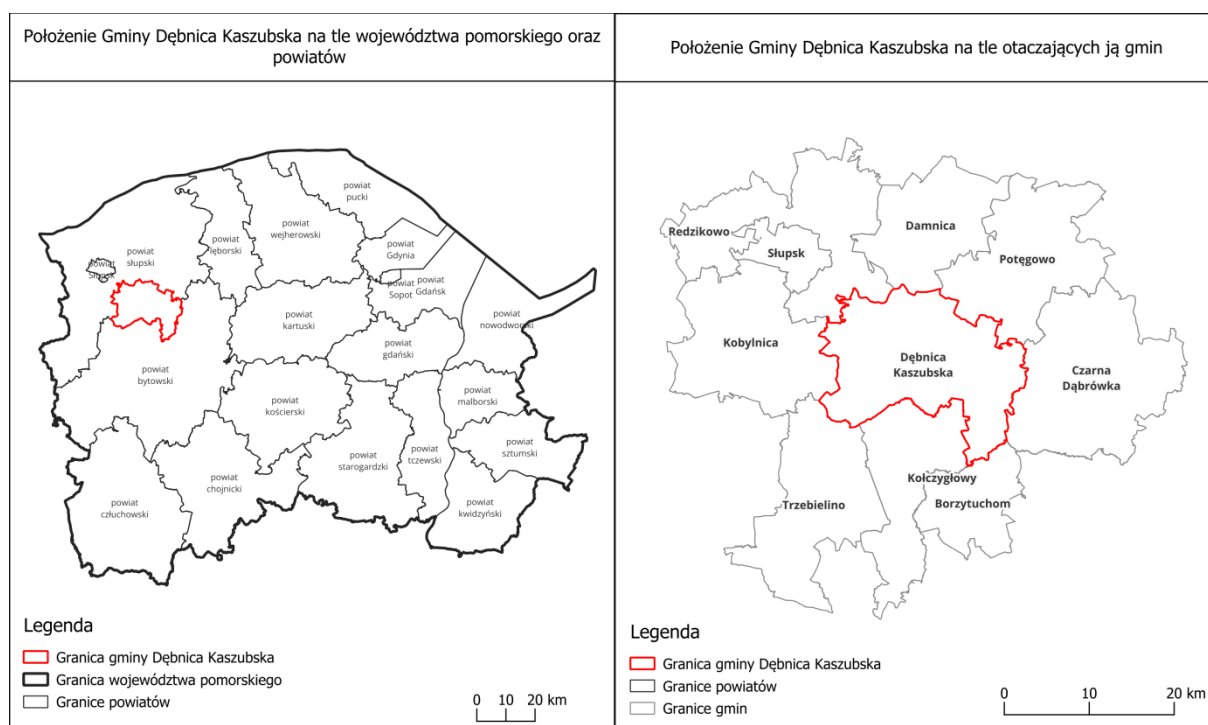 Położenie Gminy Dębnica Kaszubska na tle województwa pomorskiego oraz
powiatów
powiat
pucki
powiat
wejherowski
powiat
lęborski
powiat
Gdynia
powiat
słupski
powiat
Słupsk
powiat
Sopot
powiat
Gdańsk
powiat
kartuski
powiat
nowodworski
powiat
gdański
powiat
bytowski
powiat
malborski
powiat
kościerski
powiat
sztumski
powiat
starogardzki
powiat
tczewski
powiat
chojnicki
powiat
człuchowski
powiat
kwidzyński
Legenda
Granica gminy Dębnica Kaszubska
Granica województwa pomorskiego
Granice powiatów
0 10 20 km
Położenie Gminy Dębnica Kaszubska na tle otaczających ją gmin
Redzikowo
Słupsk
Damnica
Potęgowo
Kobylnica
Dębnica
Kaszubska
Czarna
Dąbrówka
Kołczygłowy
Trzebielino
Borzytuchom
Legenda
Granica gminy Dębnica Kaszubska
Granice powiatów
Granice gmin
0 10 20 km